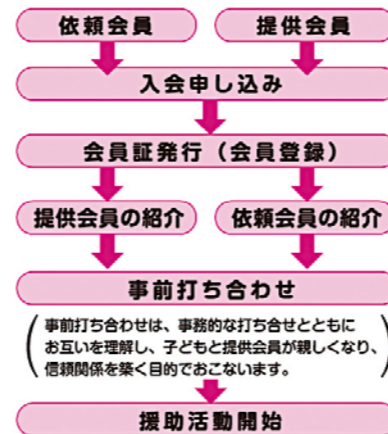 依頼会員
提供会員
入会申し込み
会員証発行（会員登録）
提供会員の紹介
依頼会員の紹介
事前打ち合わせ
事前打ち合わせは、事務的な打ち合せとともに
お互いを理解し、子どもと提供会員が親しくなり、
信頼関係を築く目的でおこないます。
援助活動開始